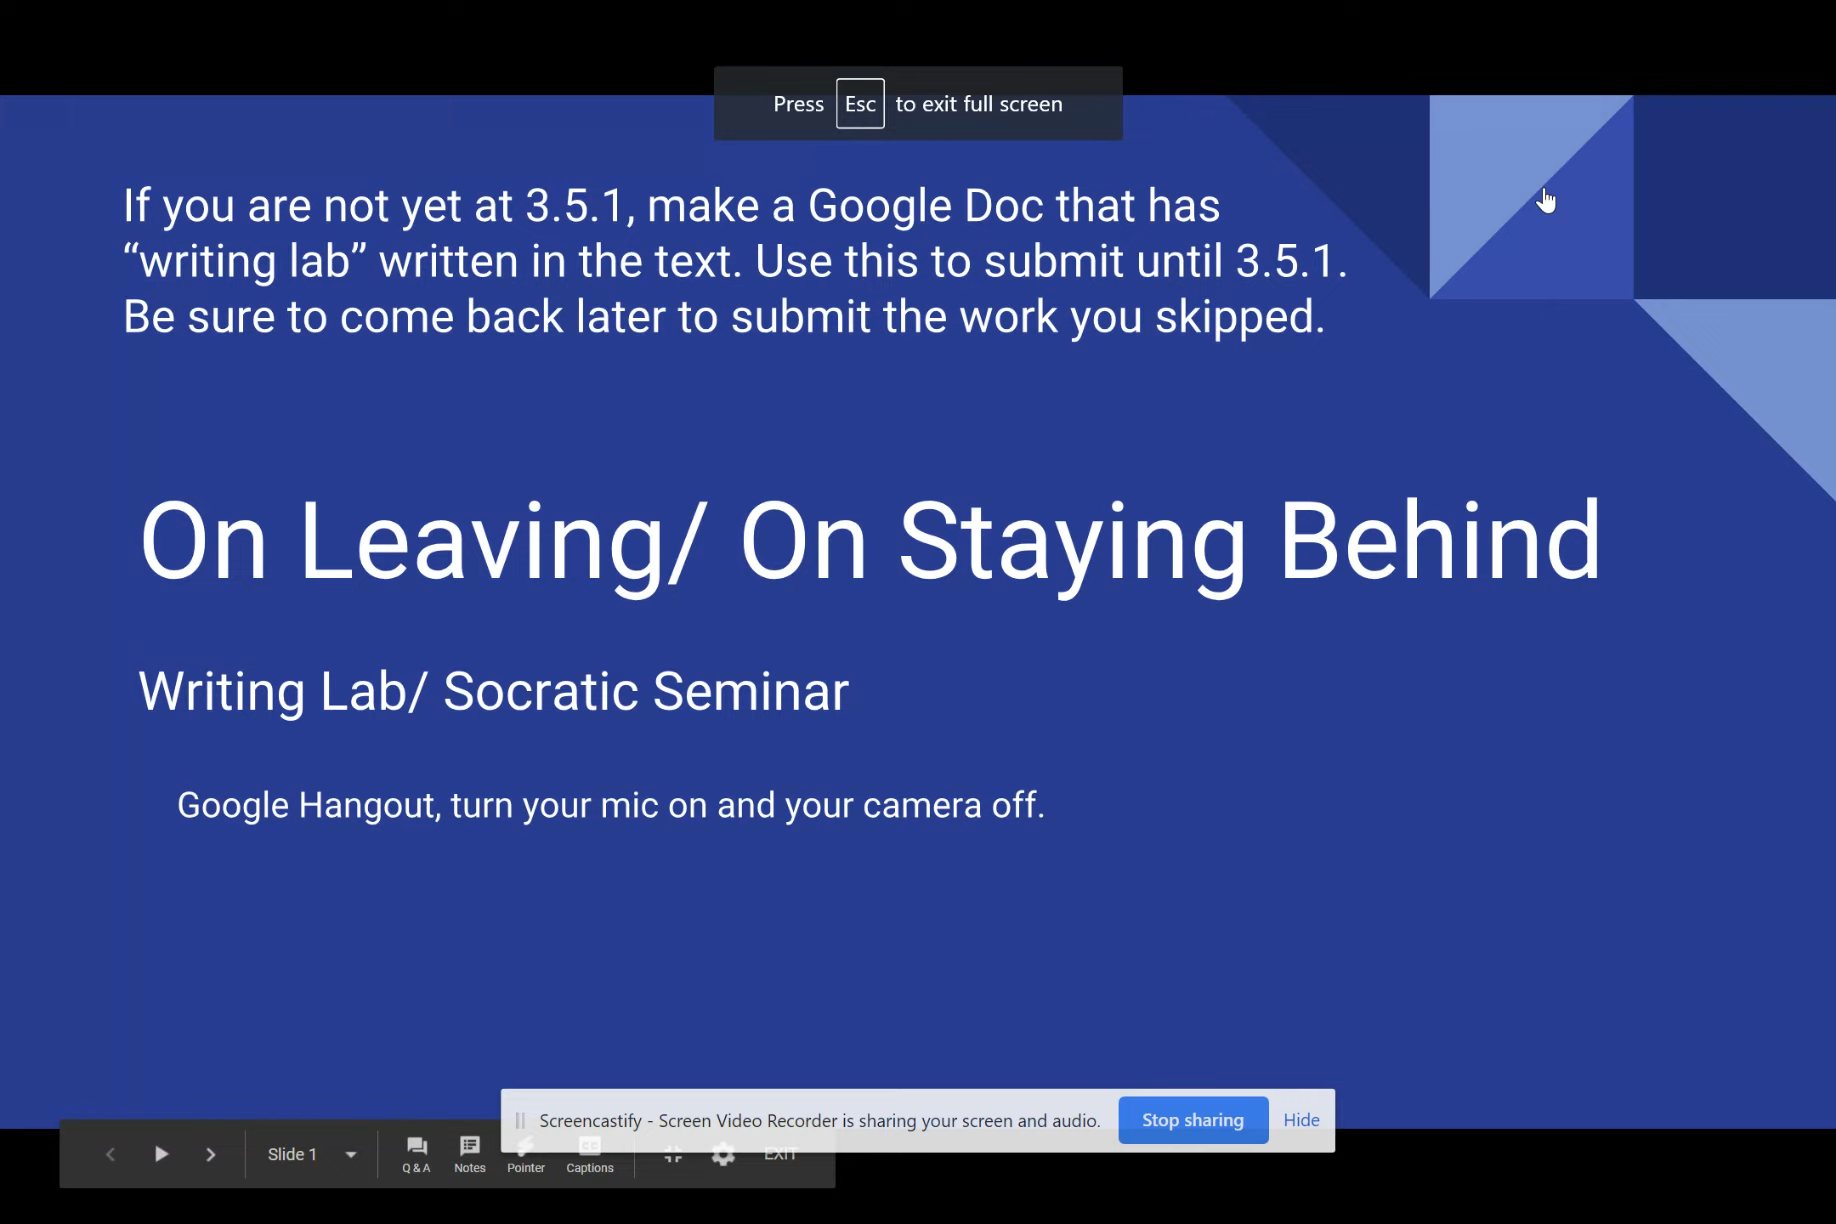 Press Esc to exit full screen
If you are not yet at 3.5.1, make a Google Doc that has
“writing lab” written in the text. Use this to submit until 3.5.1.
Be sure to come back later to submit the work you skipped.
On Leaving/ On Staying Behind
Writing Lab/ Socratic Seminar
Google Hangout, turn your mic on and your camera off.
Screencastify - Screen Video Recorder is sharing your screen and audio. Stop sharing Hide
Slide 1 Q & A Notes Pointer Captions EXIT